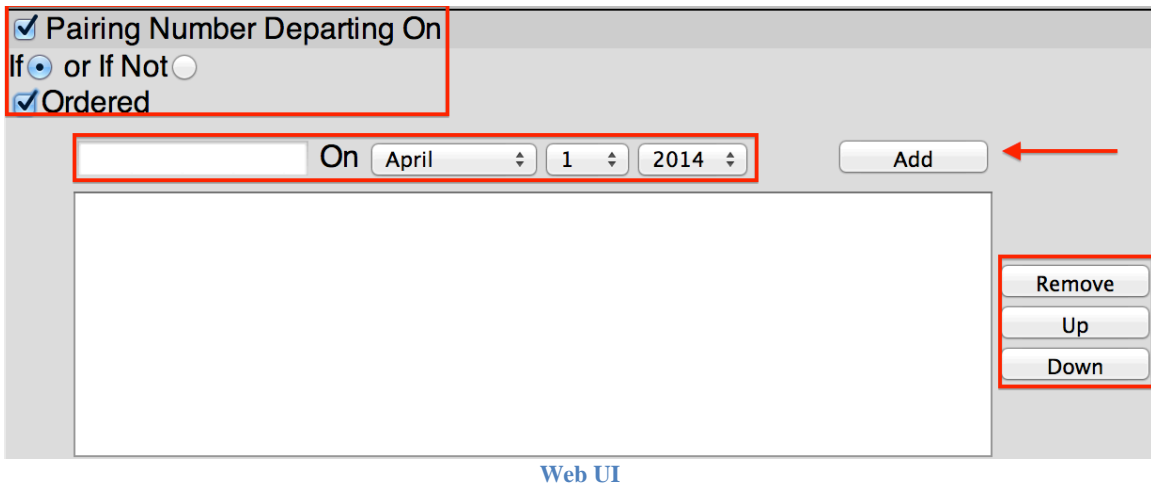 Pairing Number Departing On
If or If Not
Ordered
On April 1 2014 Add
Remove
Up
Down
Web UI